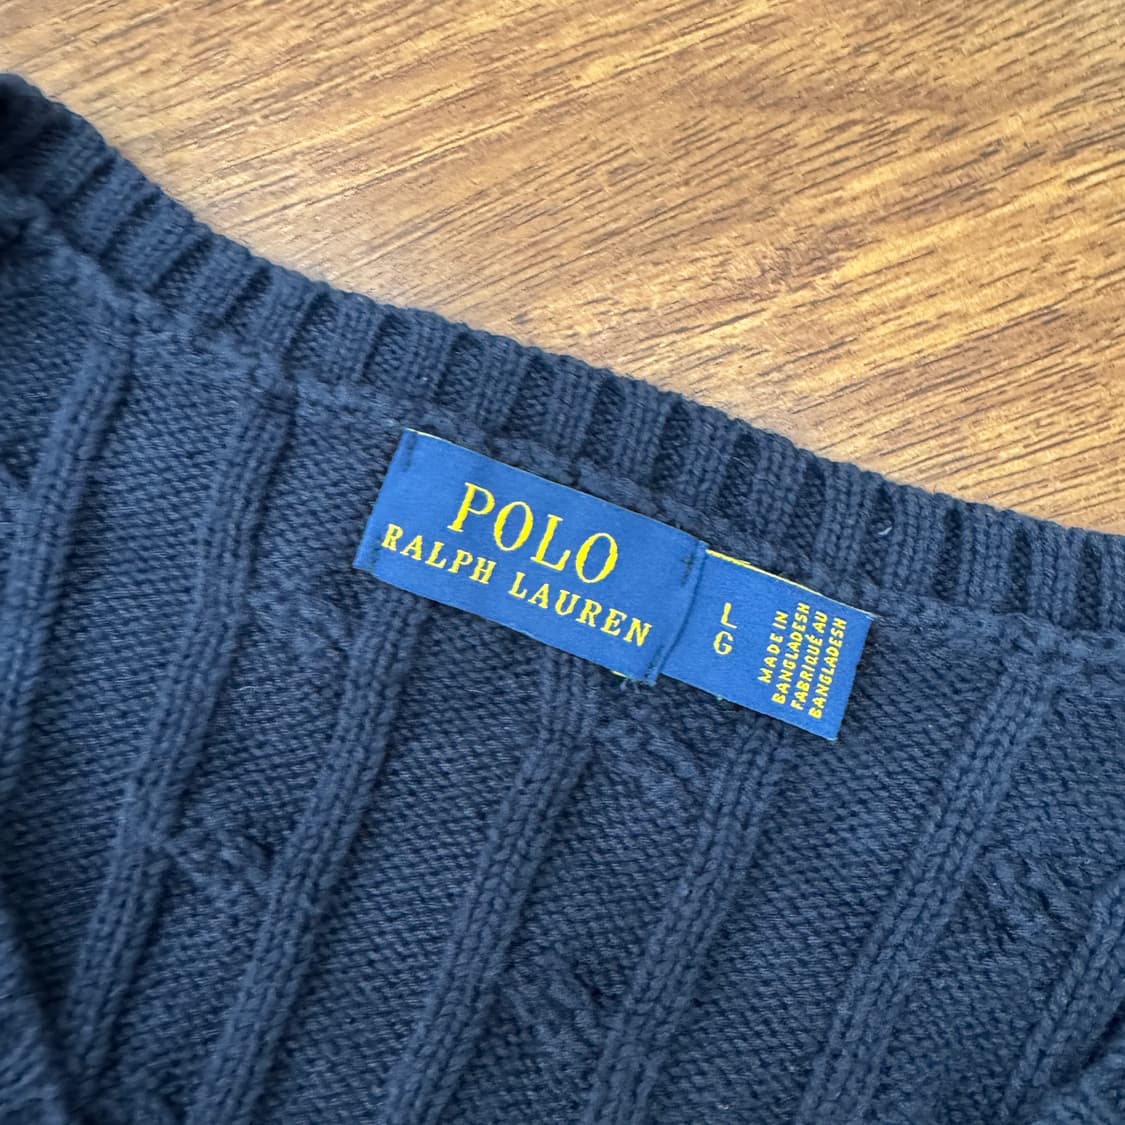 POLO
RALPH LAUREN
L
G
MADE IN
BANGLADESH
FABRIQUÉ AU
BANGLADESH